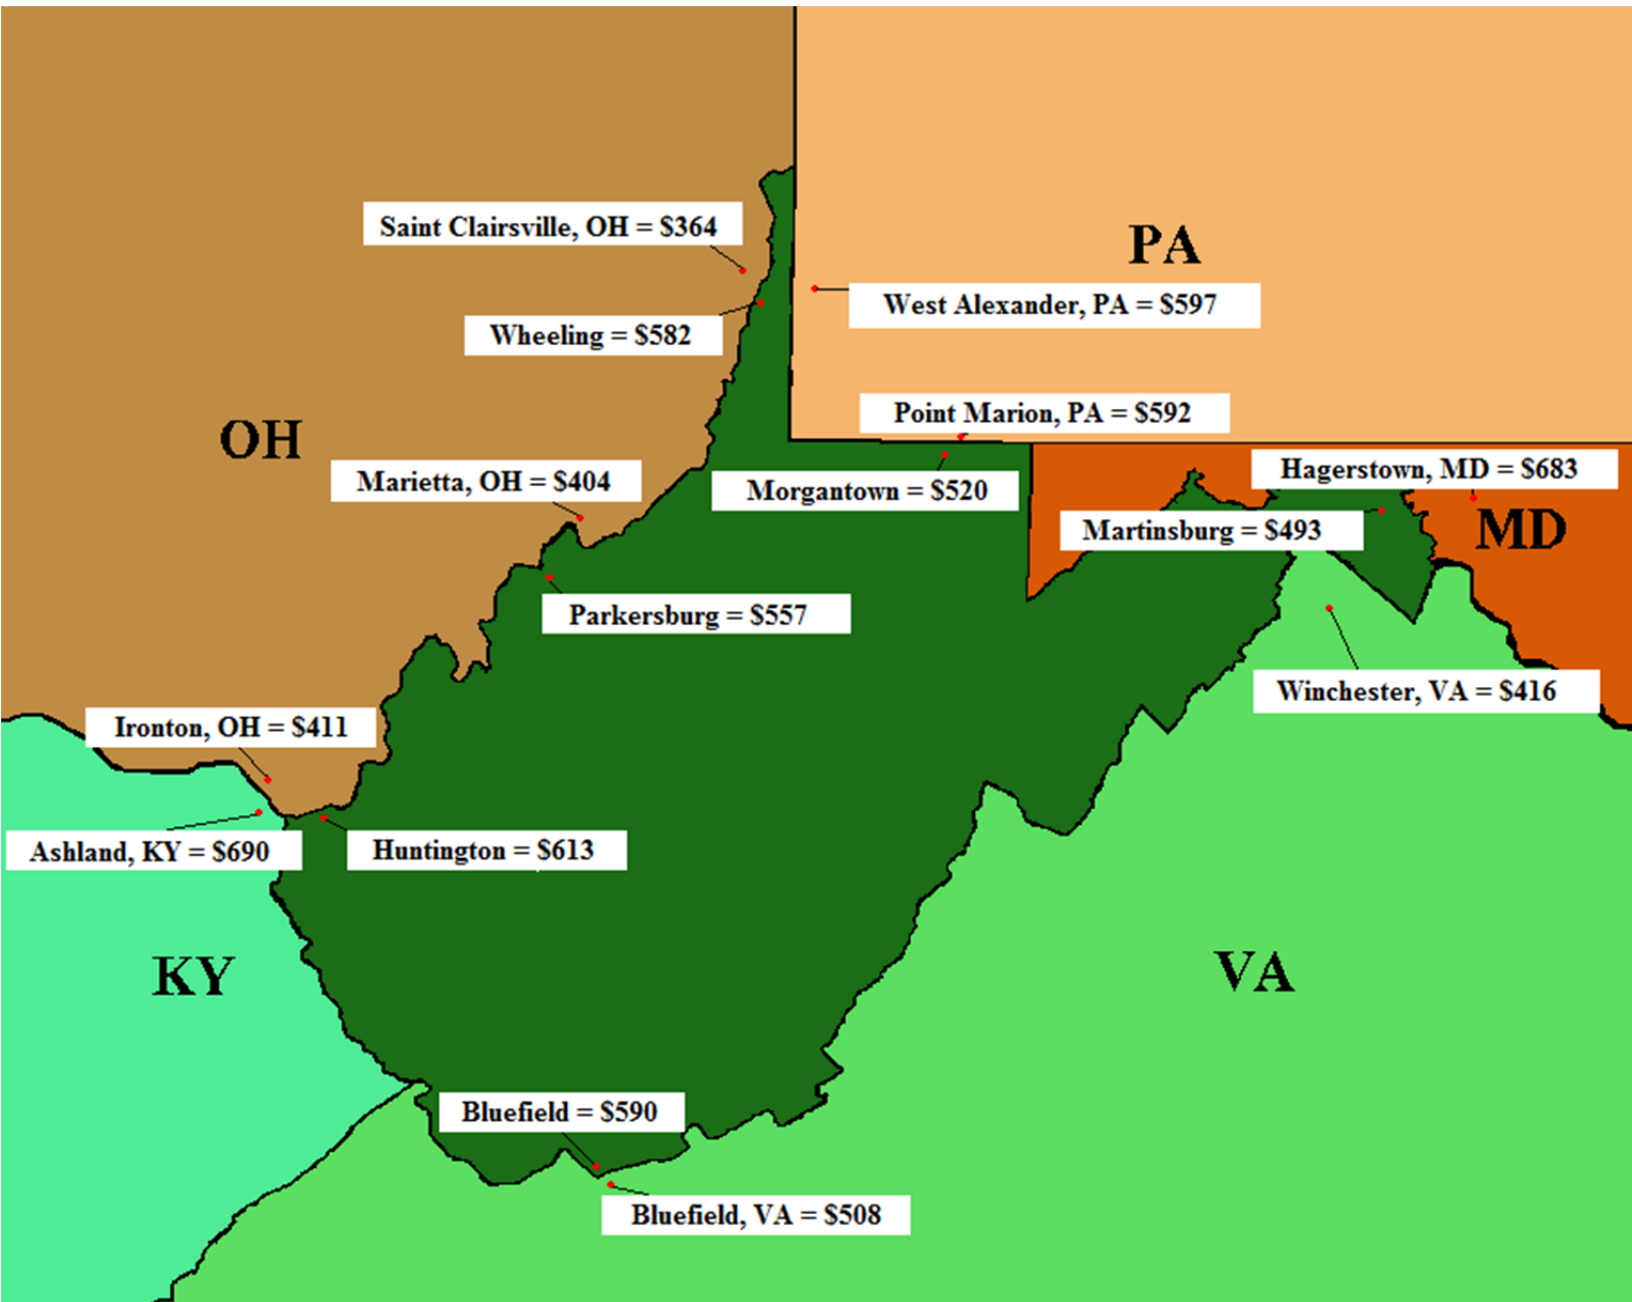 Saint Clairsville, OH = $364
PA
West Alexander, PA = $597
Wheeling = $582
Point Marion, PA = $592
OH
Hagerstown, MD = $683
Marietta, OH = $404
Morgantown = $520
Martinsburg = $493
MD
Parkersburg = $557
Winchester, VA = $416
Ironton, OH = $411
Ashland, KY = $690
Huntington = $613
KY
VA
Bluefield = $590
Bluefield, VA = $508